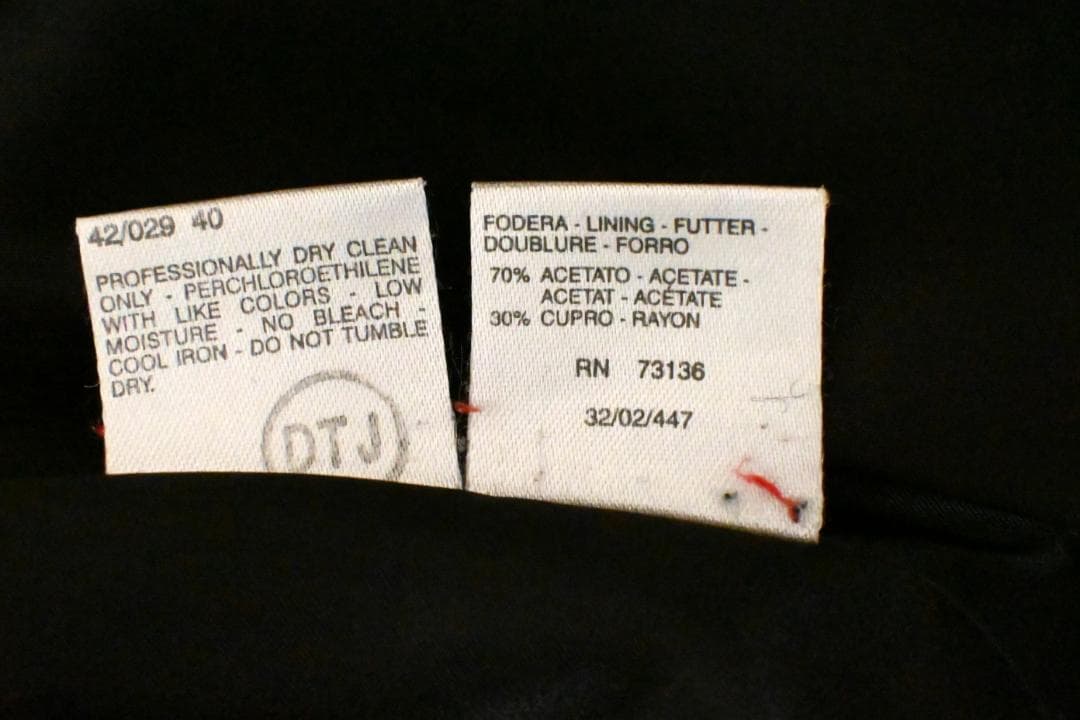 42/029 40
PROFESSIONALLY DRY CLEAN
ONLY - PERCHLOROETHILENE
WITH LIKE COLORS - LOW
MOISTURE - NO BLEACH -
COOL IRON - DO NOT TUMBLE
DRY.
DTJ
FODERA - LINING - FUTTER -
DOUBLURE - FORRO
70% ACETATO - ACETATE -
ACETAT - ACÉTATE
30% CUPRO - RAYON
RN 73136
32/02/447